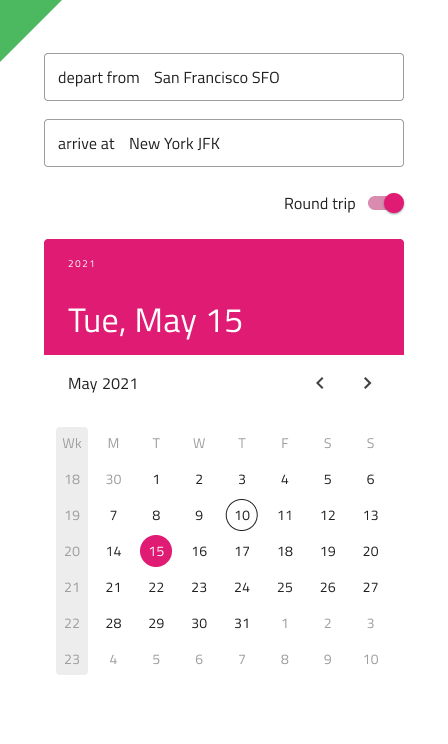 depart from San Francisco SFO
arrive at New York JFK
Round trip
2021
Tue, May 15
May 2021
Wk M T W T F S S
18 30 1 2 3 4 5 6
19 7 8 9 10 11 12 13
20 14 15 16 17 18 19 20
21 21 22 23 24 25 26 27
22 28 29 30 31 1 2 3
23 4 5 6 7 8 9 10